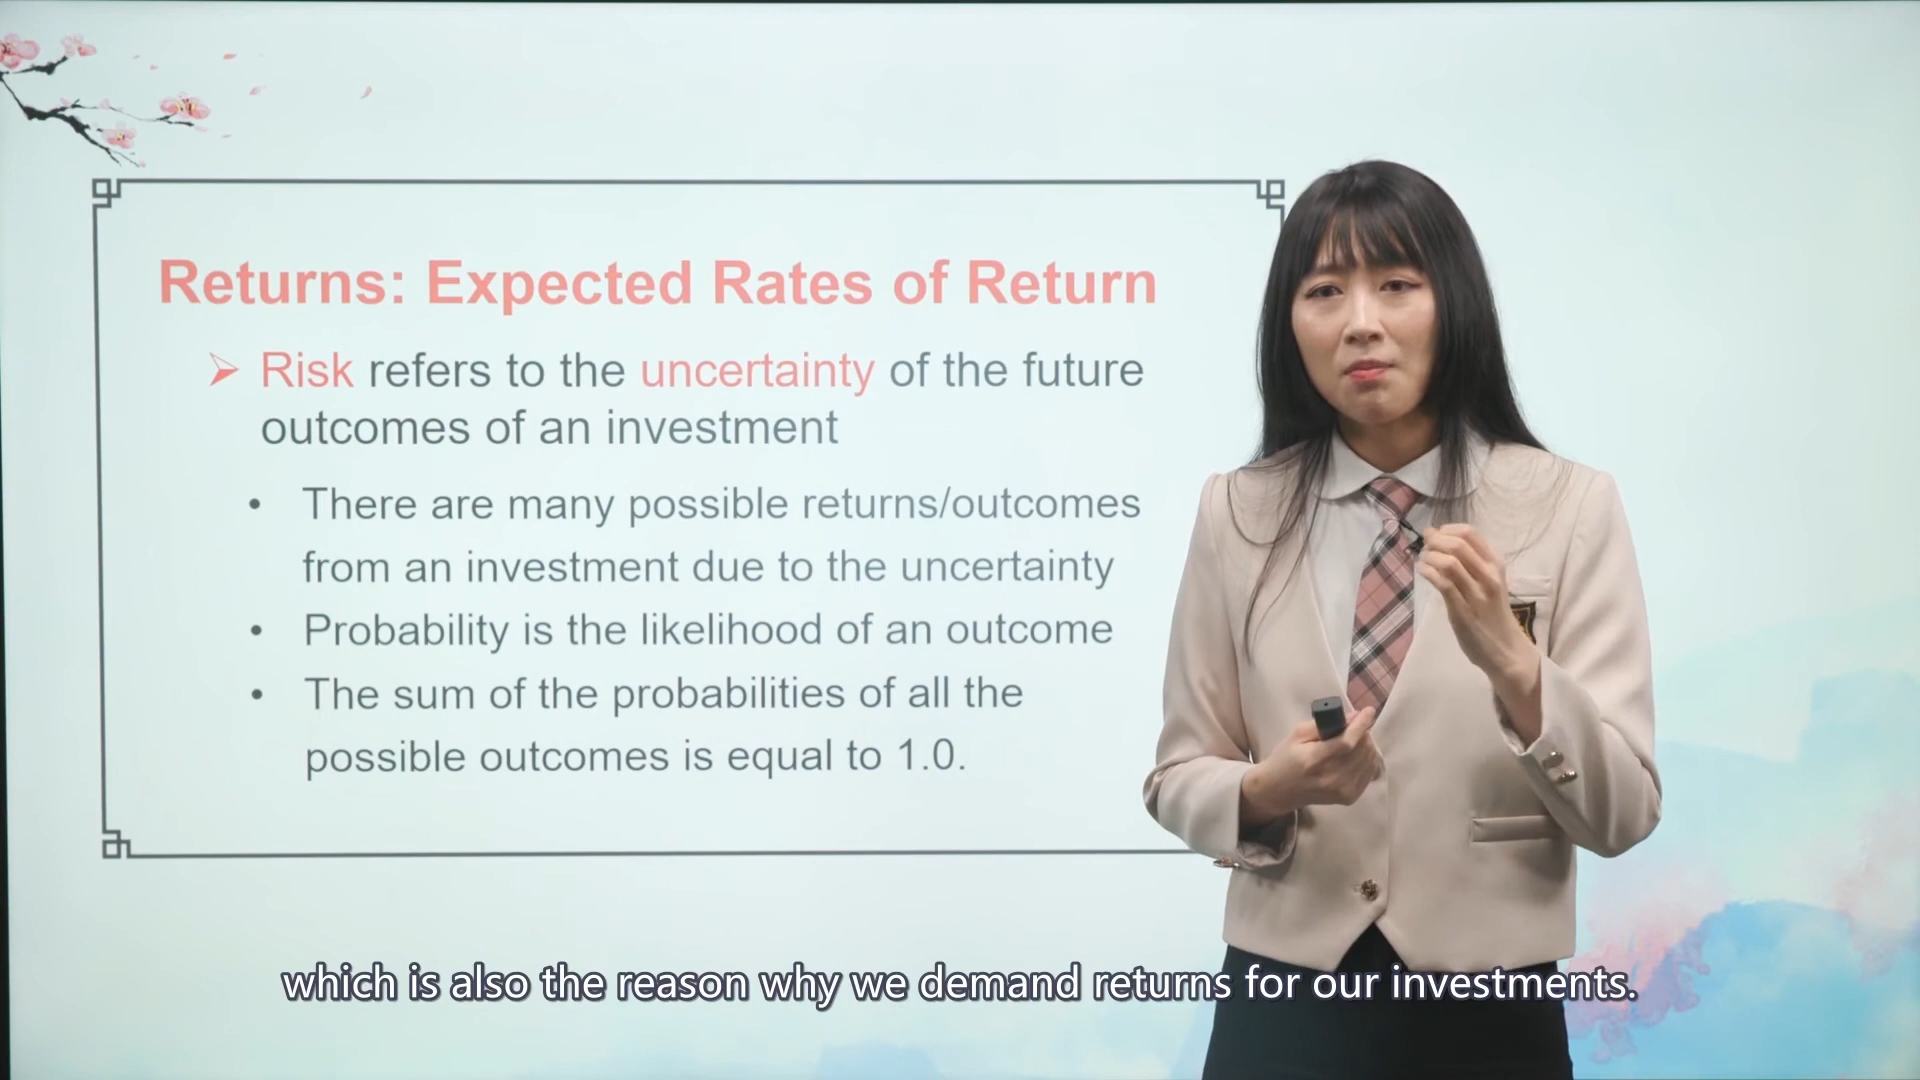 Returns: Expected Rates of Return
Risk refers to the uncertainty of the future
outcomes of an investment
• There are many possible returns/outcomes
from an investment due to the uncertainty
• Probability is the likelihood of an outcome
• The sum of the probabilities of all the
possible outcomes is equal to 1.0.
which is also the reason why we demand returns for our investments.